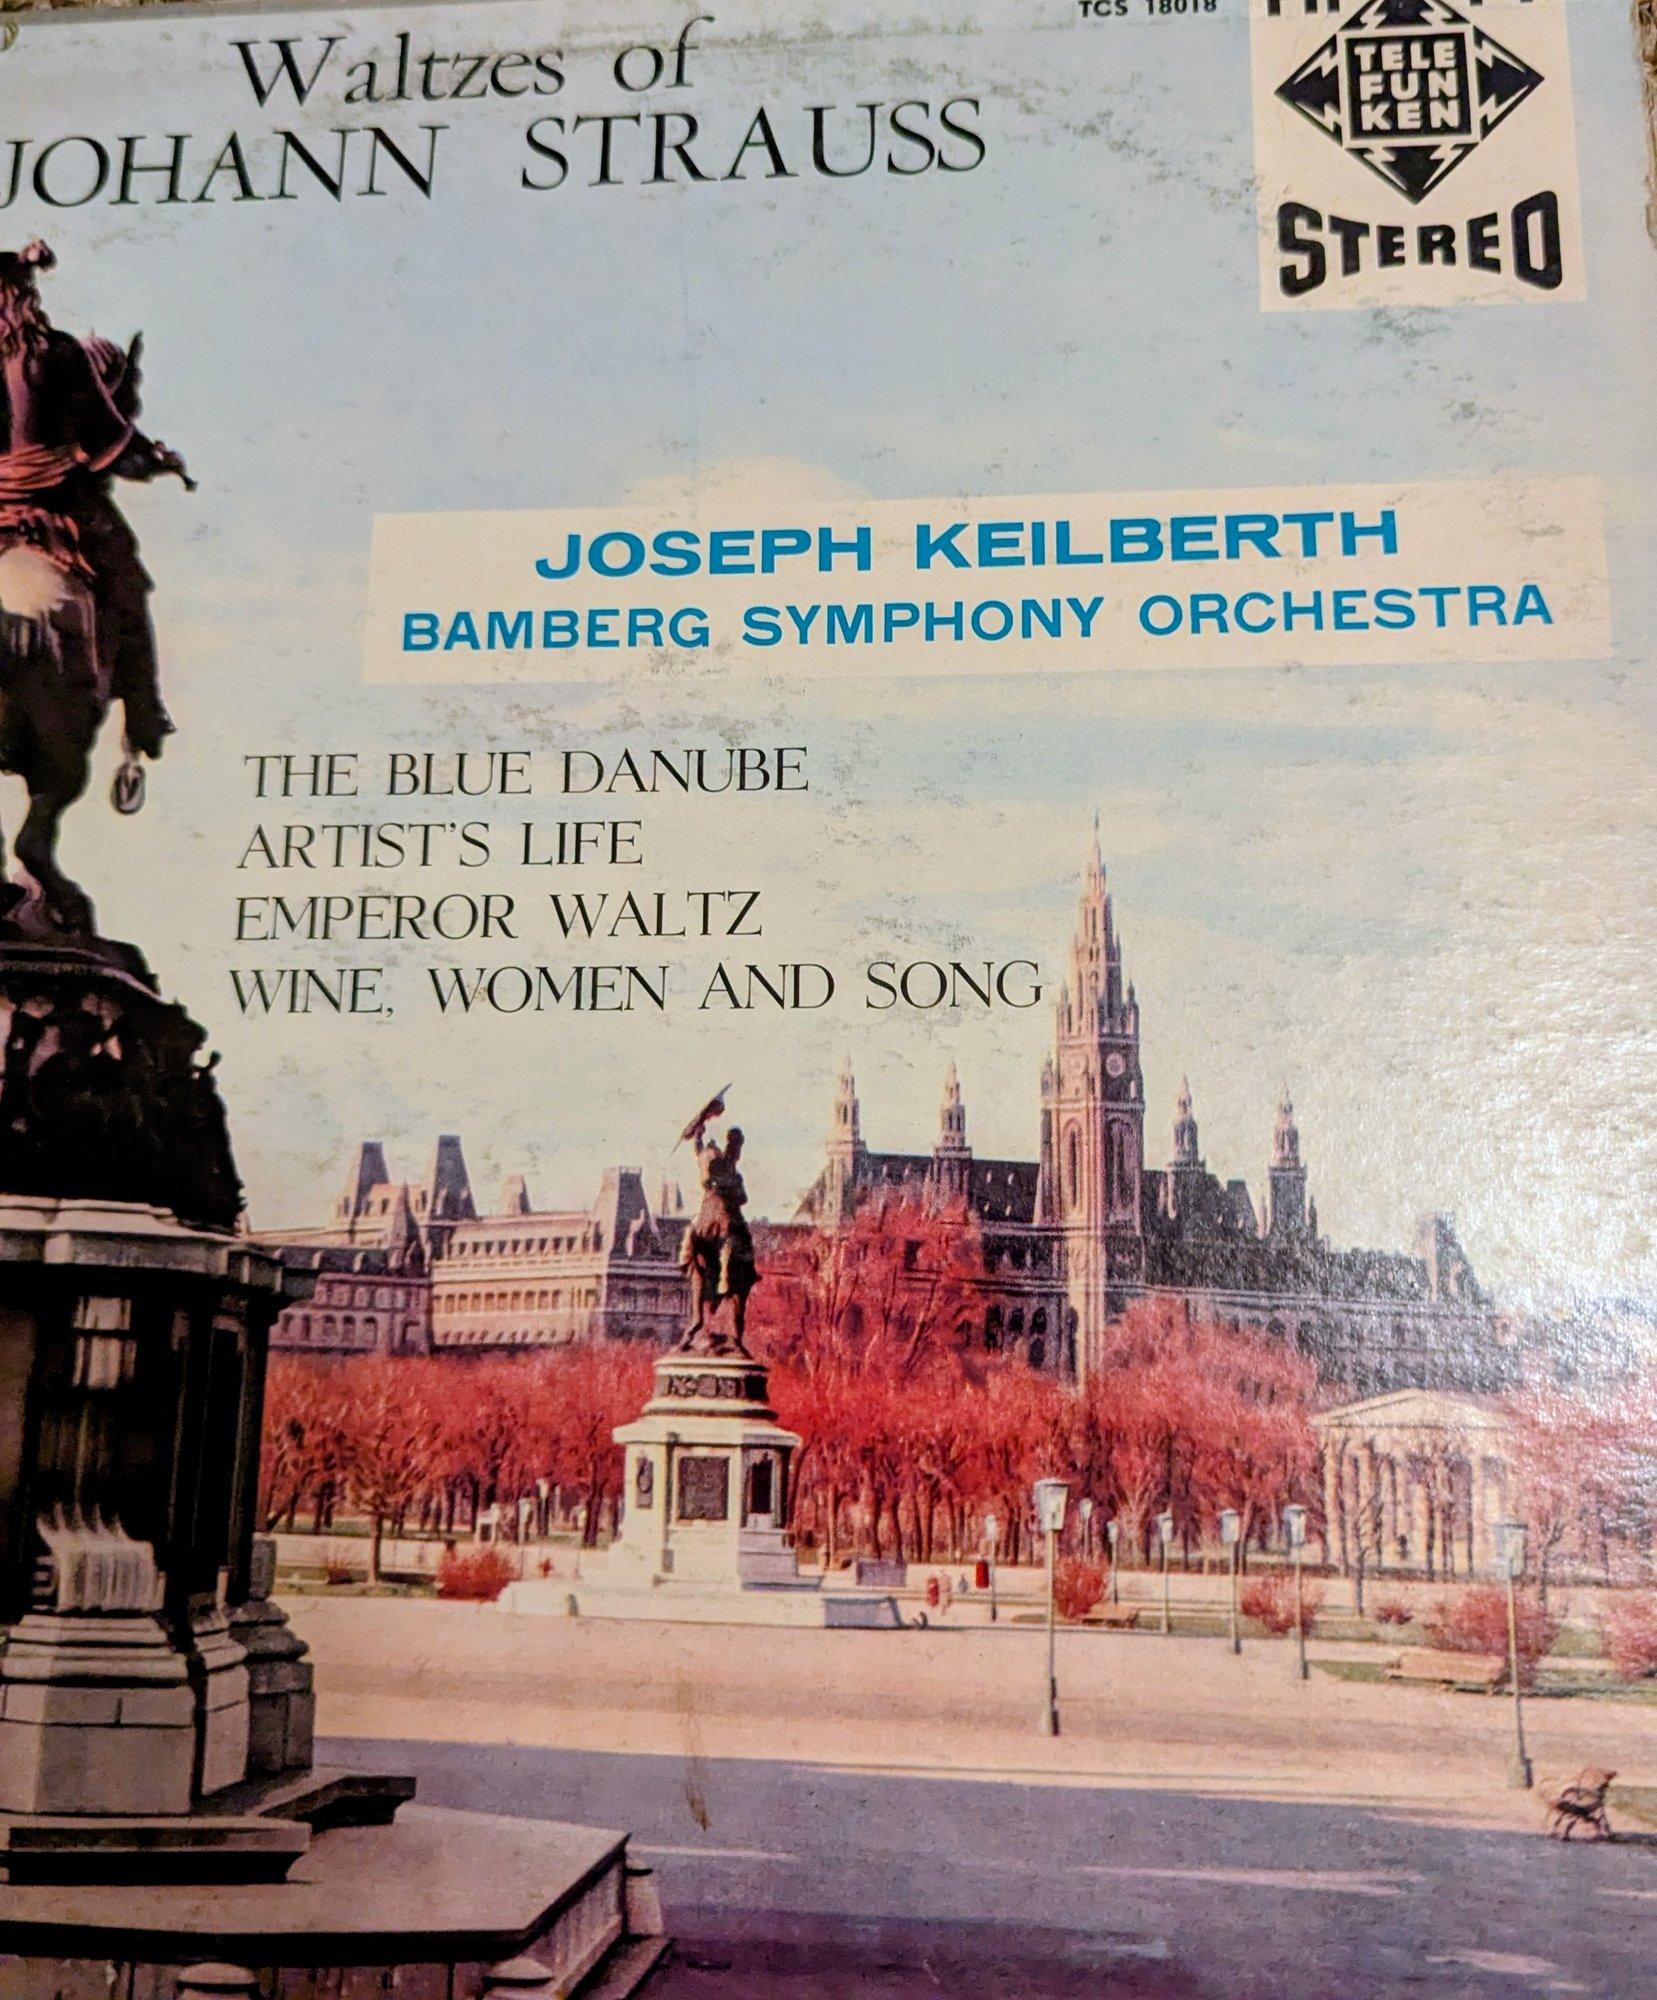 TCS 18018
Waltzes of
JOHANN STRAUSS
TELE
FUN
KEN
STEREO
JOSEPH KEILBERTH
BAMBERG SYMPHONY ORCHESTRA
THE BLUE DANUBE
ARTIST'S LIFE
EMPEROR WALTZ
WINE, WOMEN AND SONG